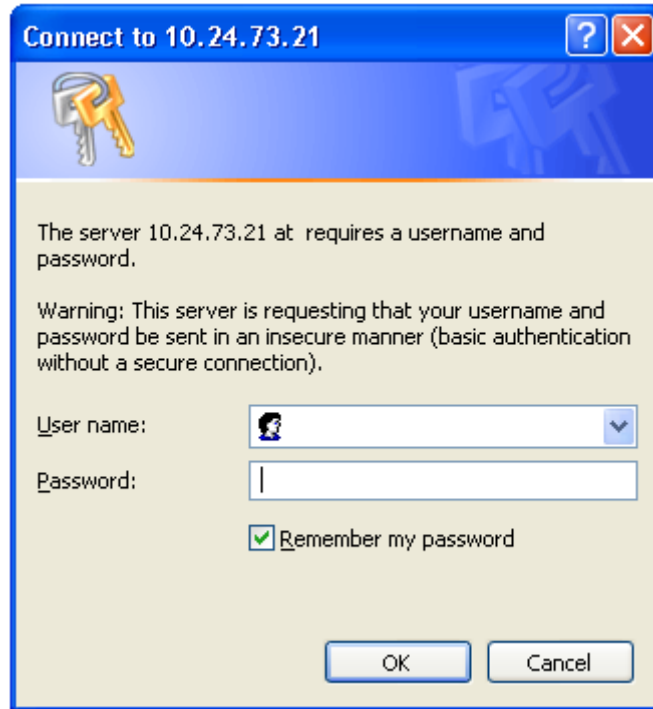 Connect to 10.24.73.21
The server 10.24.73.21 at  requires a username and
password.
Warning: This server is requesting that your username and
password be sent in an insecure manner (basic authentication
without a secure connection).
User name:
Password:
Remember my password
OK
Cancel